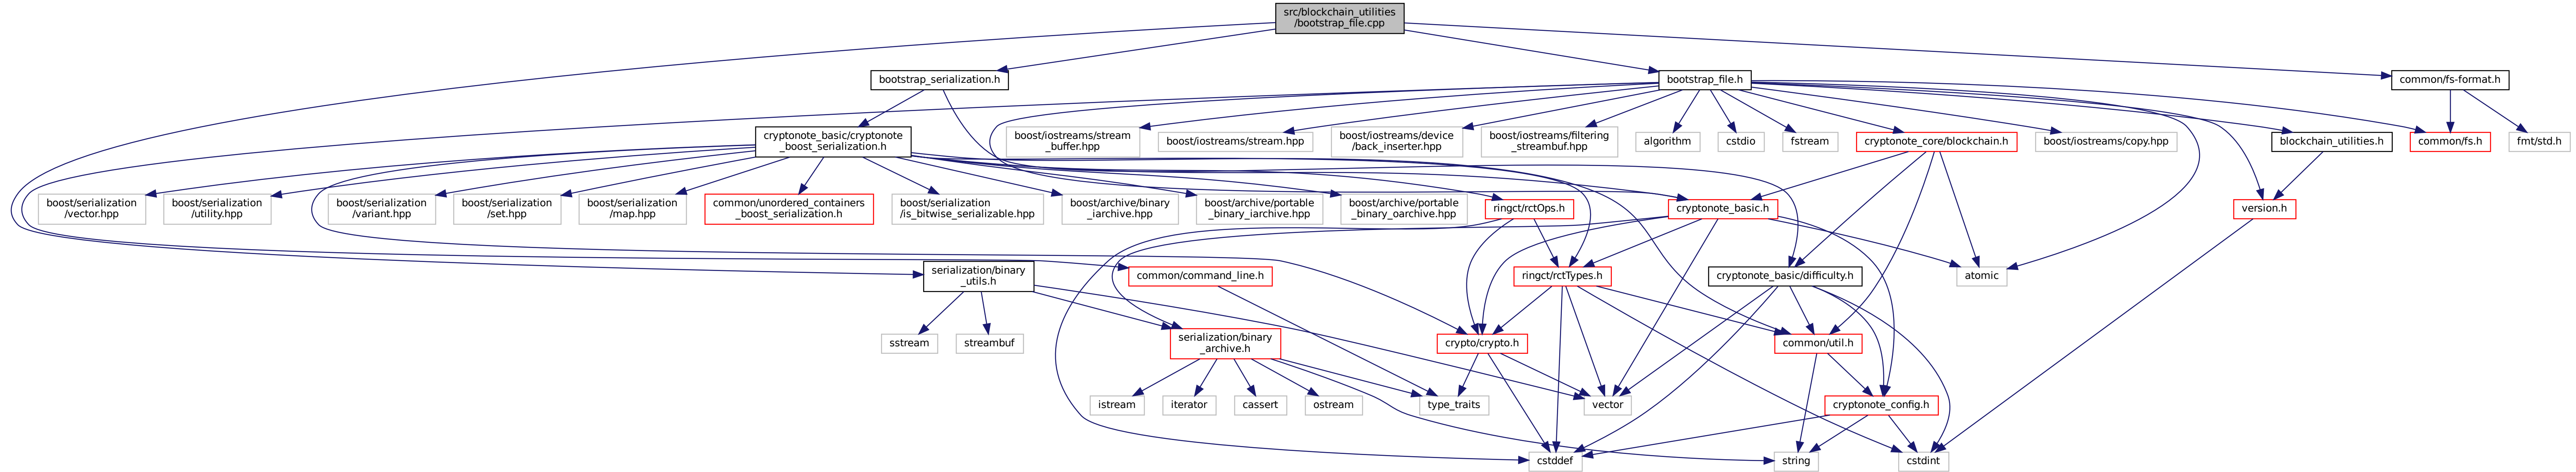 src/blockchain_utilities
/bootstrap_file.cpp
bootstrap_serialization.h
bootstrap_file.h
common/fs-format.h
cryptonote_basic/cryptonote
_boost_serialization.h
boost/iostreams/stream
_buffer.hpp
boost/iostreams/stream.hpp
boost/iostreams/device
/back_inserter.hpp
boost/iostreams/filtering
_streambuf.hpp
algorithm
cstdio
fstream
cryptonote_core/blockchain.h
boost/iostreams/copy.hpp
blockchain_utilities.h
common/fs.h
fmt/std.h
boost/serialization
/vector.hpp
boost/serialization
/utility.hpp
boost/serialization
/variant.hpp
boost/serialization
/set.hpp
boost/serialization
/map.hpp
common/unordered_containers
_boost_serialization.h
boost/serialization
/is_bitwise_serializable.hpp
boost/archive/binary
_iarchive.hpp
boost/archive/portable
_binary_iarchive.hpp
boost/archive/portable
_binary_oarchive.hpp
ringct/rctOps.h
cryptonote_basic.h
version.h
serialization/binary
_utils.h
common/command_line.h
ringct/rctTypes.h
cryptonote_basic/difficulty.h
atomic
sstream
streambuf
serialization/binary
_archive.h
crypto/crypto.h
common/util.h
istream
iterator
cassert
ostream
type_traits
vector
cryptonote_config.h
cstddef
string
cstdint